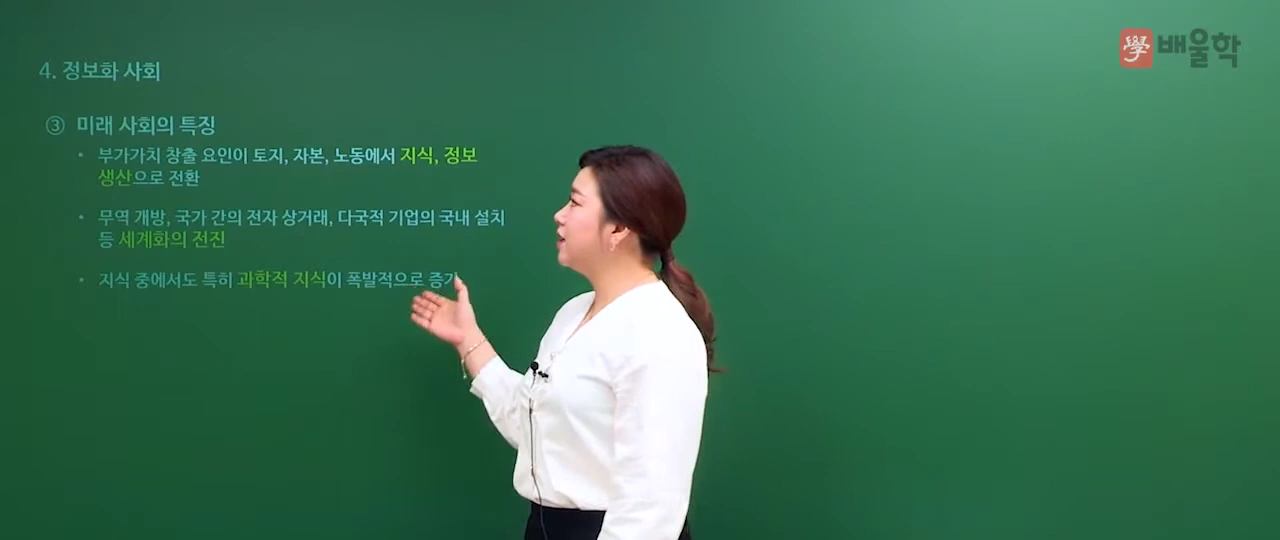 學 배울학
4. 정보화 사회
③ 미래 사회의 특징
• 부가가치 창출 요인이 토지, 자본, 노동에서 지식, 정보
생산으로 전환
• 무역 개방, 국가 간의 전자 상거래, 다국적 기업의 국내 설치
등 세계화의 전진
• 지식 중에서도 특히 과학적 지식이 폭발적으로